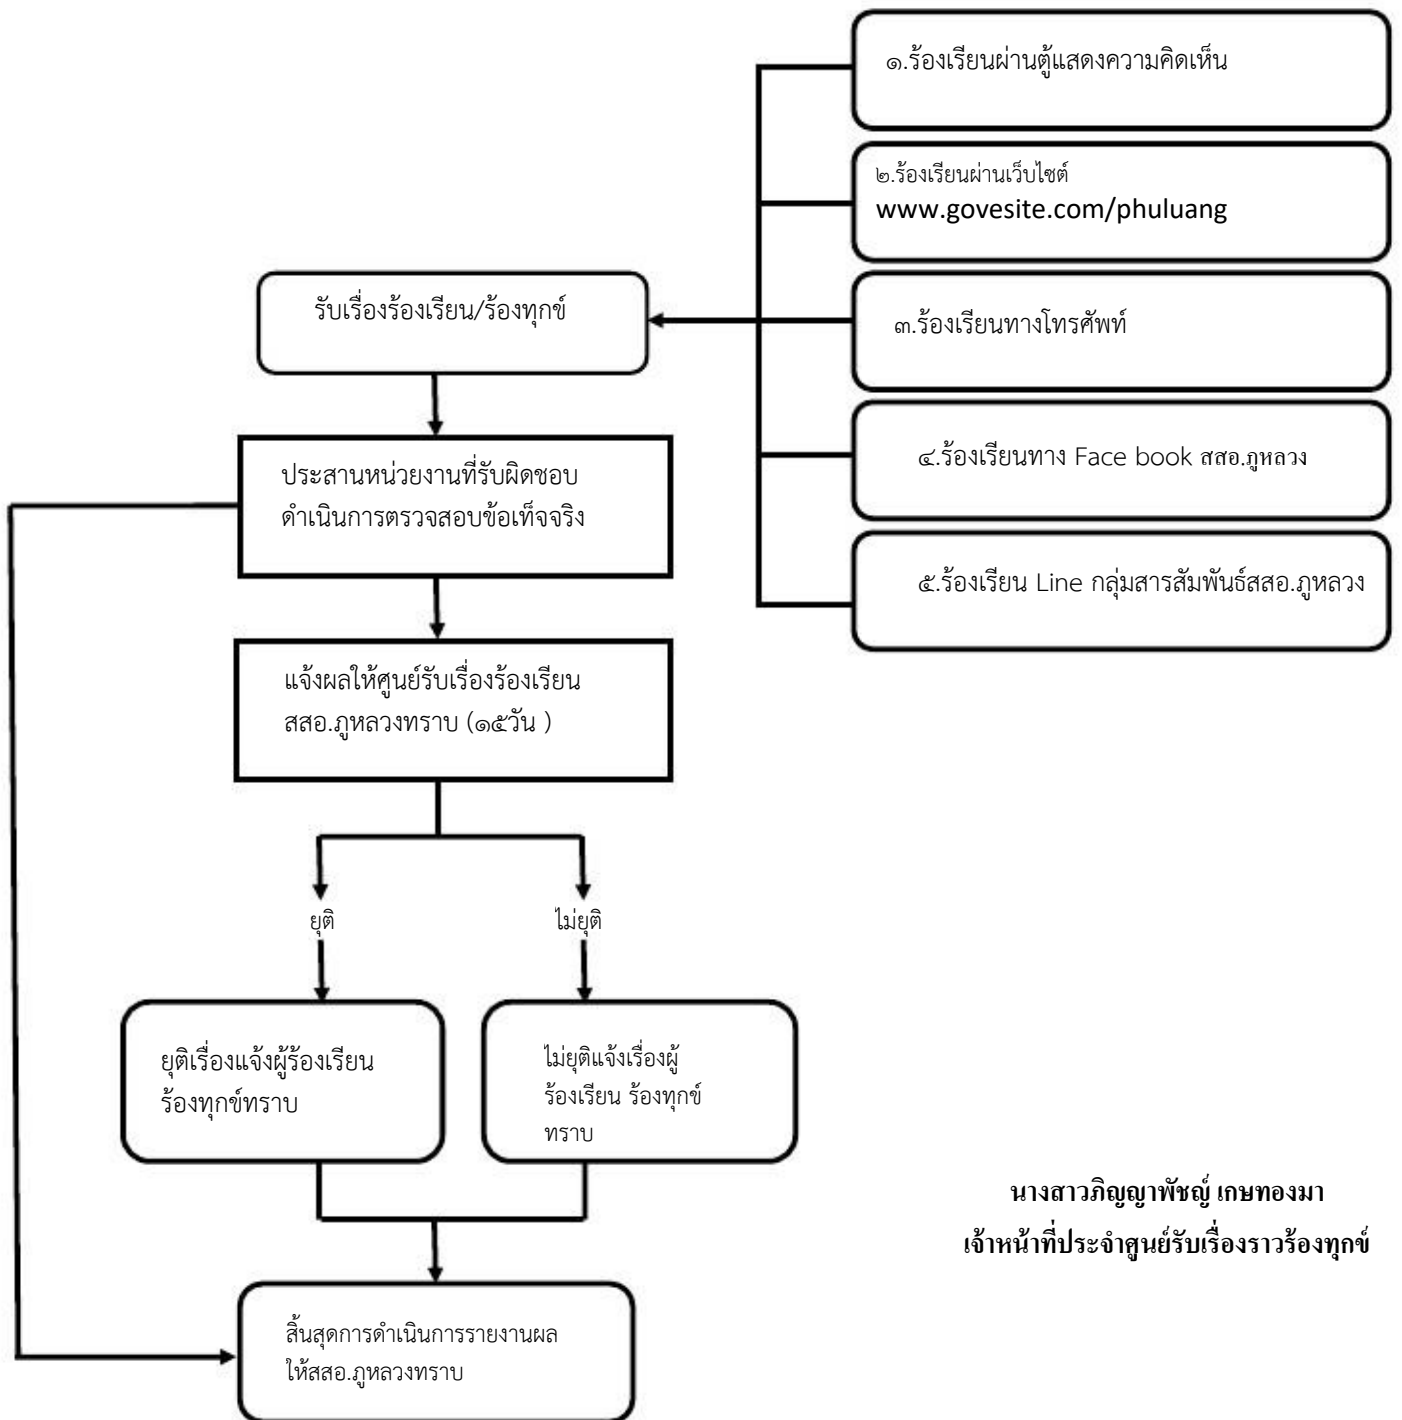 ๑.ร้องเรียนผ่านตู้แสดงความคิดเห็น
๒.ร้องเรียนผ่านเว็บไซต์
www.govesite.com/phuluang
รับเรื่องร้องเรียน/ร้องทุกข์
๓.ร้องเรียนทางโทรศัพท์
๔.ร้องเรียนทาง Face book สสอ.ภูหลวง
ประสานหน่วยงานที่รับผิดชอบ
ดำเนินการตรวจสอบข้อเท็จจริง
๕.ร้องเรียน Line กลุ่มสารสัมพันธ์สสอ.ภูหลวง
แจ้งผลให้ศูนย์รับเรื่องร้องเรียน
สสอ.ภูหลวงทราบ (๑๕วัน )
ยุติ
ไม่ยุติ
ยุติเรื่องแจ้งผู้ร้องเรียน
ร้องทุกข์ทราบ
ไม่ยุติแจ้งเรื่องผู้
ร้องเรียน ร้องทุกข์
ทราบ
นางสาวภิญญาพัชญ์ เกษทองมา
เจ้าหน้าที่ประจำศูนย์รับเรื่องราวร้องทุกข์
สิ้นสุดการดำเนินการรายงานผล
ให้สสอ.ภูหลวงทราบ